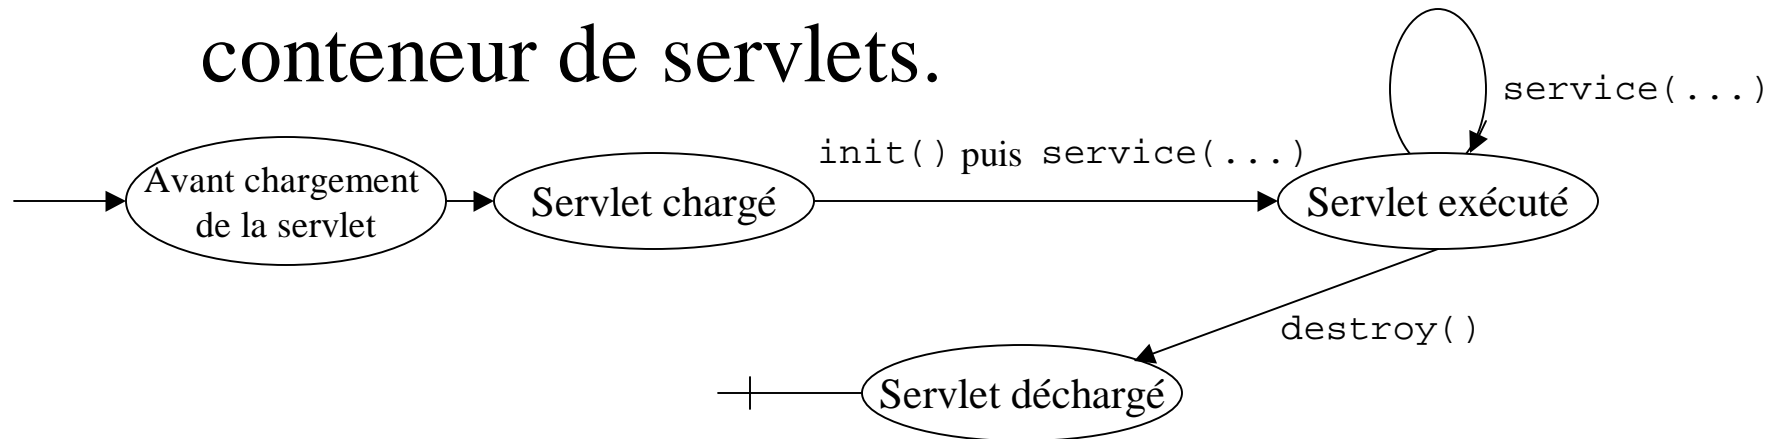 conteneur de servlets.
service(...)
init() puis service(...)
Avant chargement
de la servlet
Servlet chargé
Servlet exécuté
destroy()
Servlet déchargé